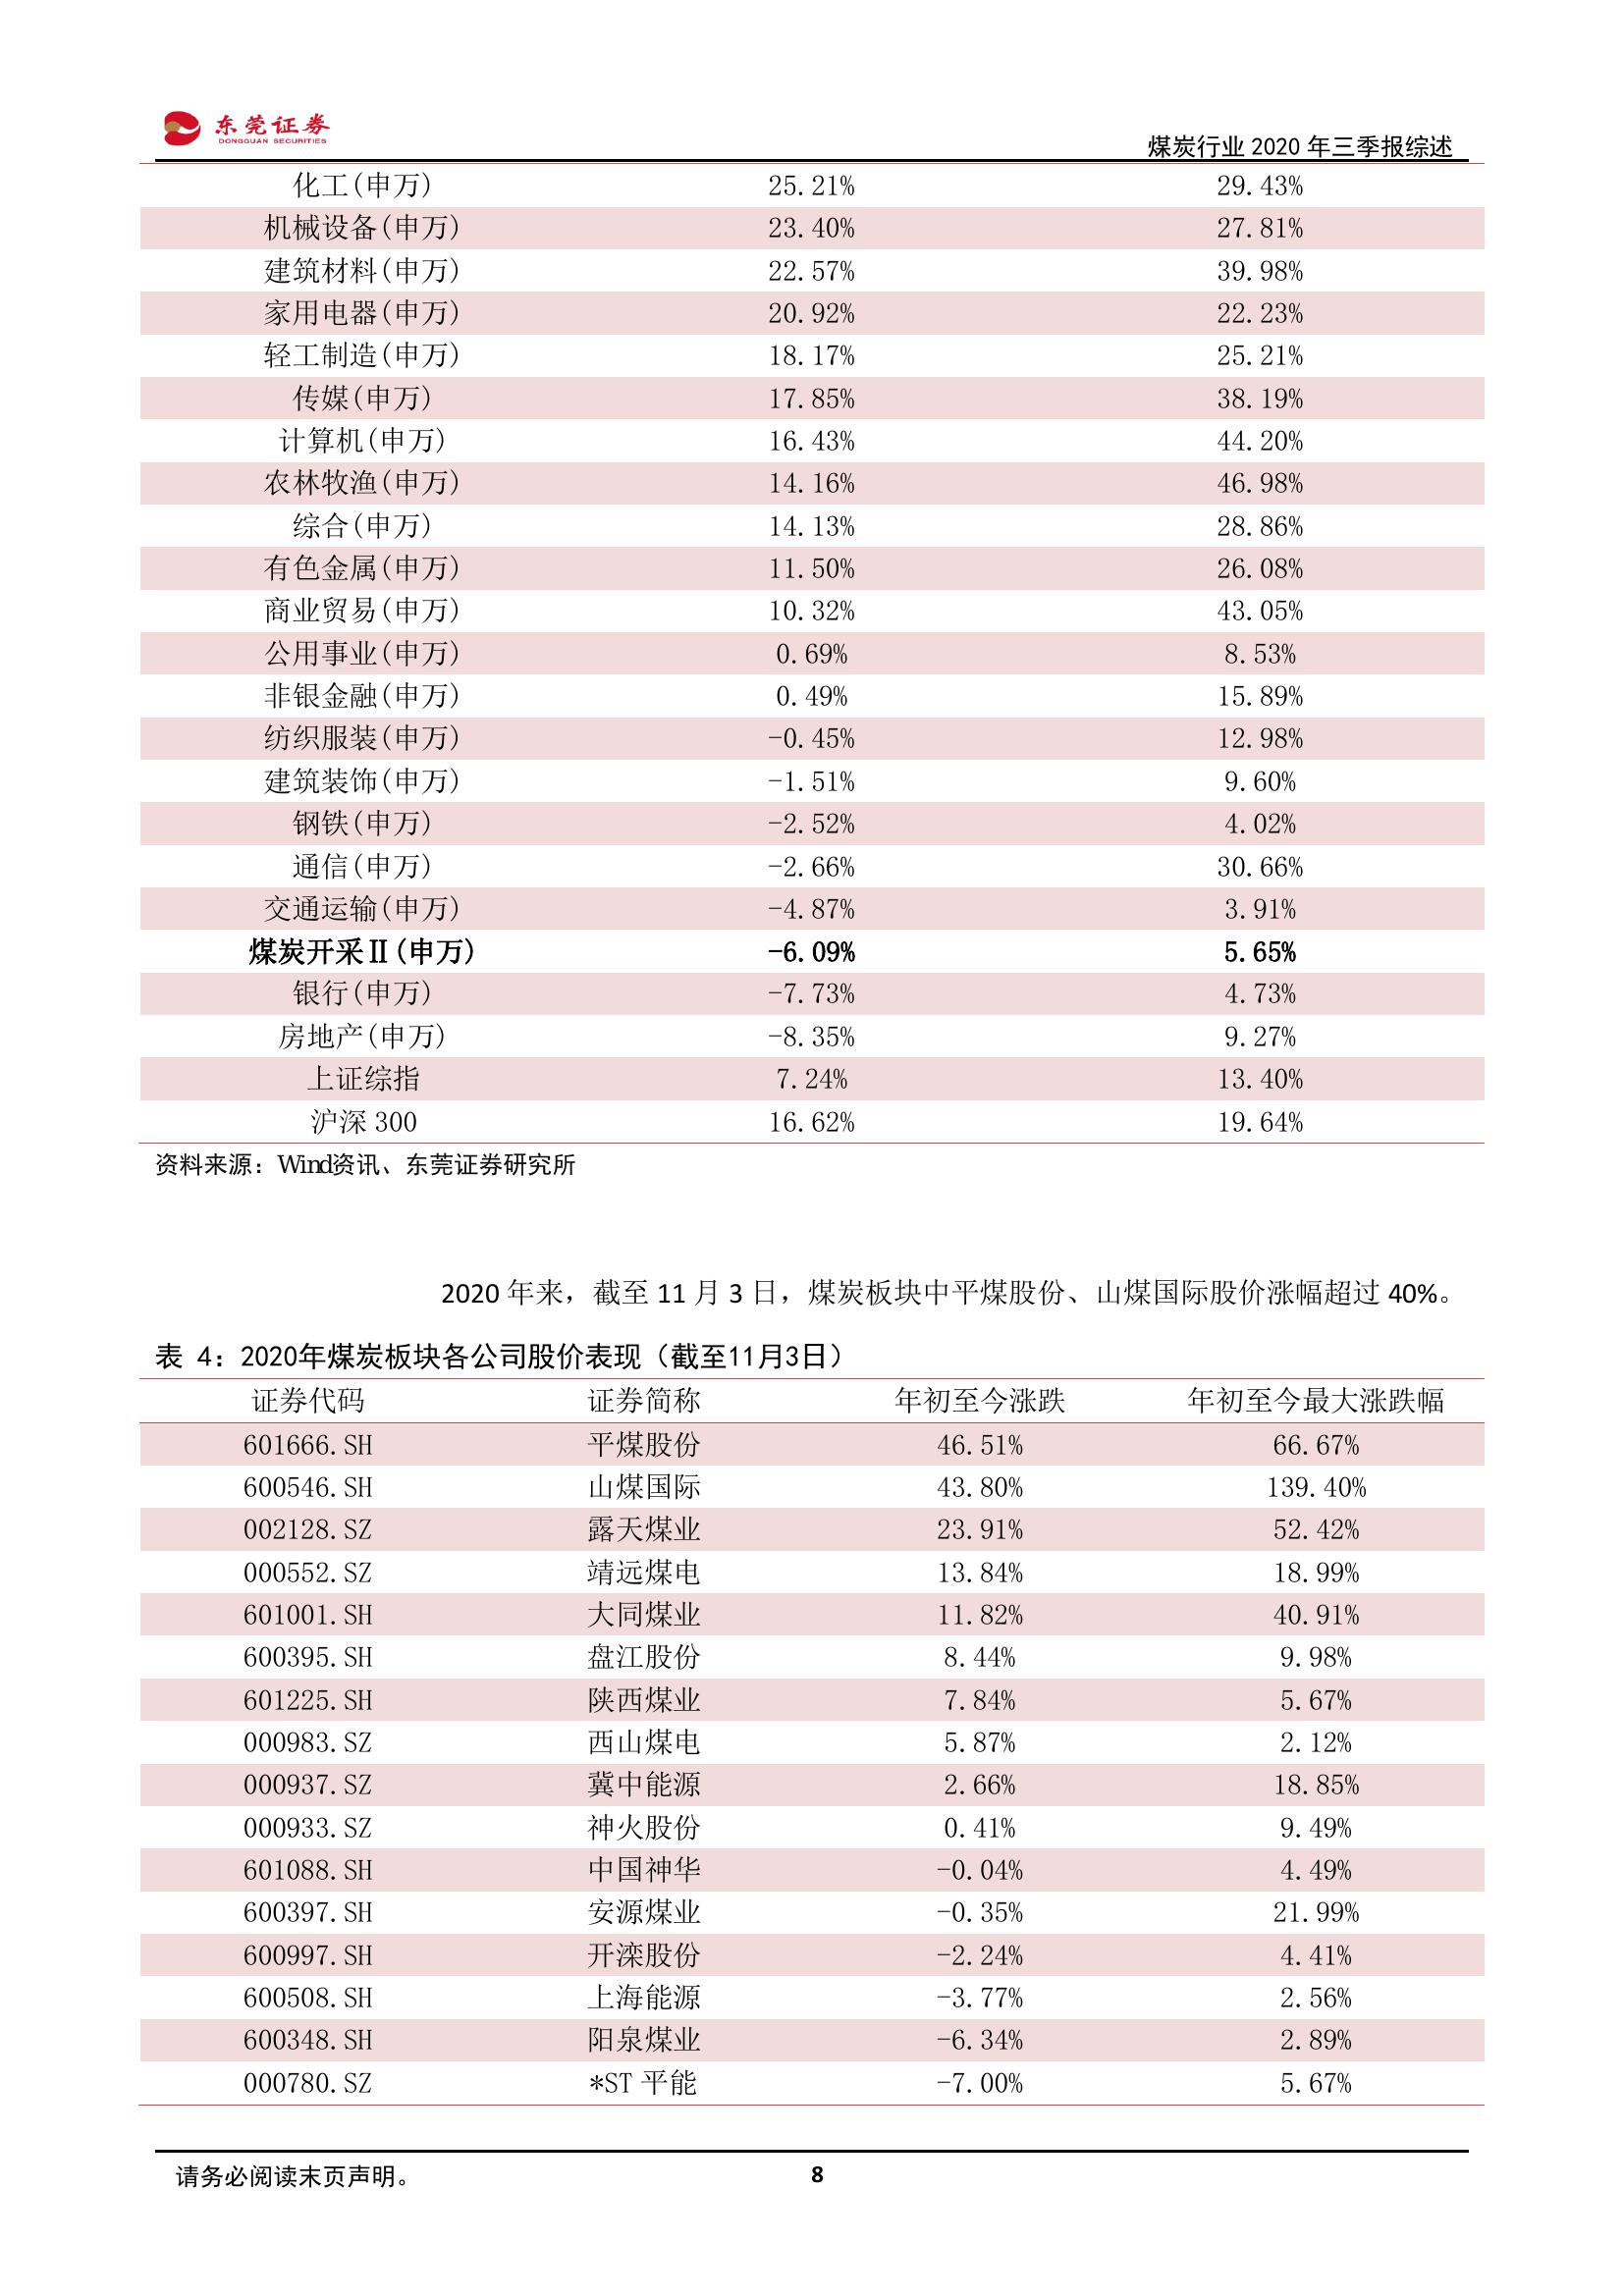 东莞证券
DONGGUAN SECURITIES
煤炭行业 2020 年三季报综述
化工(申万) 25.21% 29.43%
机械设备(申万) 23.40% 27.81%
建筑材料(申万) 22.57% 39.98%
家用电器(申万) 20.92% 22.23%
轻工制造(申万) 18.17% 25.21%
传媒(申万) 17.85% 38.19%
计算机(申万) 16.43% 44.20%
农林牧渔(申万) 14.16% 46.98%
综合(申万) 14.13% 28.86%
有色金属(申万) 11.50% 26.08%
商业贸易(申万) 10.32% 43.05%
公用事业(申万) 0.69% 8.53%
非银金融(申万) 0.49% 15.89%
纺织服装(申万) -0.45% 12.98%
建筑装饰(申万) -1.51% 9.60%
钢铁(申万) -2.52% 4.02%
通信(申万) -2.66% 30.66%
交通运输(申万) -4.87% 3.91%
煤炭开采Ⅱ(申万) -6.09% 5.65%
银行(申万) -7.73% 4.73%
房地产(申万) -8.35% 9.27%
上证综指 7.24% 13.40%
沪深 300 16.62% 19.64%
资料来源：Wind资讯、东莞证券研究所
2020 年来，截至 11 月 3 日，煤炭板块中平煤股份、山煤国际股价涨幅超过 40%。
表 4：2020年煤炭板块各公司股价表现（截至11月3日）
证券代码 证券简称 年初至今涨跌 年初至今最大涨跌幅
601666.SH 平煤股份 46.51% 66.67%
600546.SH 山煤国际 43.80% 139.40%
002128.SZ 露天煤业 23.91% 52.42%
000552.SZ 靖远煤电 13.84% 18.99%
601001.SH 大同煤业 11.82% 40.91%
600395.SH 盘江股份 8.44% 9.98%
601225.SH 陕西煤业 7.84% 5.67%
000983.SZ 西山煤电 5.87% 2.12%
000937.SZ 冀中能源 2.66% 18.85%
000933.SZ 神火股份 0.41% 9.49%
601088.SH 中国神华 -0.04% 4.49%
600397.SH 安源煤业 -0.35% 21.99%
600997.SH 开滦股份 -2.24% 4.41%
600508.SH 上海能源 -3.77% 2.56%
600348.SH 阳泉煤业 -6.34% 2.89%
000780.SZ *ST 平能 -7.00% 5.67%
请务必阅读末页声明。 8